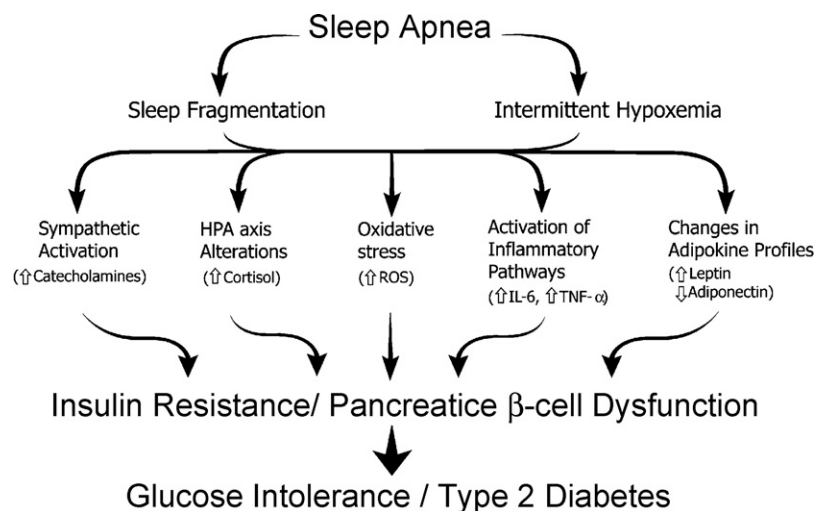 Sleep Apnea
Sleep Fragmentation
Intermittent Hypoxemia
Sympathetic
Activation
(⇧Catecholamines)
HPA axis
Alterations
(⇧Cortisol)
Oxidative
stress
(⇧ROS)
Activation of
Inflammatory
Pathways
(⇧IL-6, ⇧TNF-α)
Changes in
Adipokine Profiles
(⇧Leptin
⇩Adiponectin)
Insulin Resistance/ Pancreatice β-cell Dysfunction
Glucose Intolerance / Type 2 Diabetes